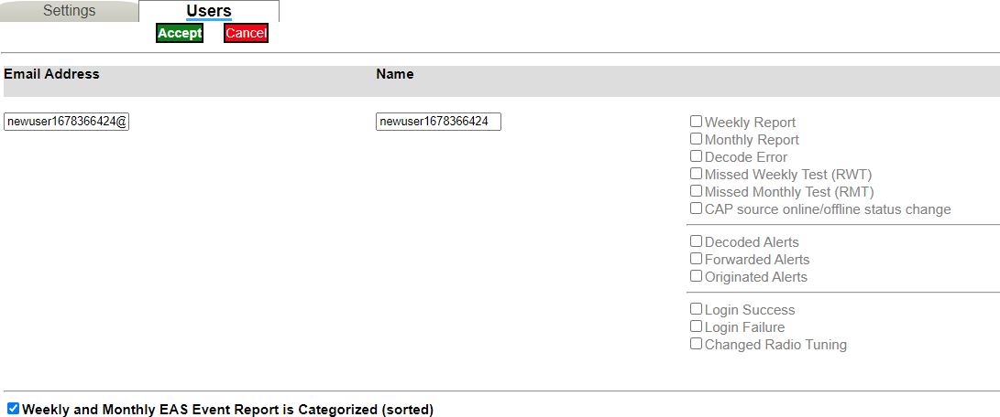 Settings Users
Accept Cancel
Email Address Name
newuser1678366424@ newuser1678366424
Weekly Report
Monthly Report
Decode Error
Missed Weekly Test (RWT)
Missed Monthly Test (RMT)
CAP source online/offline status change
Decoded Alerts
Forwarded Alerts
Originated Alerts
Login Success
Login Failure
Changed Radio Tuning
Weekly and Monthly EAS Event Report is Categorized (sorted)